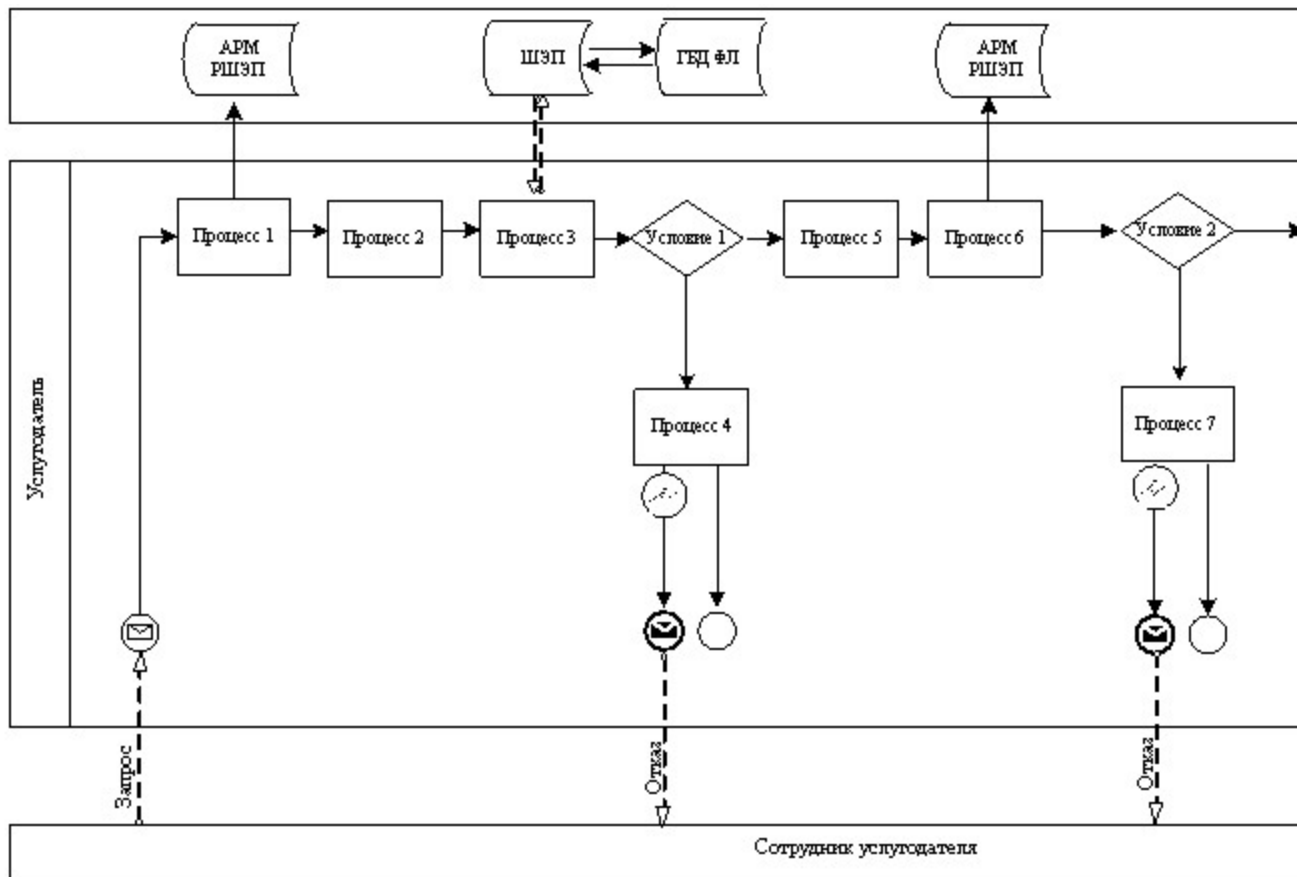 АРМ
РШЭП
ШЭП
ГБД ФЛ
АРМ
РШЭП
Услугодатель
Процесс 1
Процесс 2
Процесс 3
Условие 1
Процесс 5
Процесс 6
Условие 2
Процесс 4
Процесс 7
Запрос
Отказ
Отказ
Сотрудник услугодателя